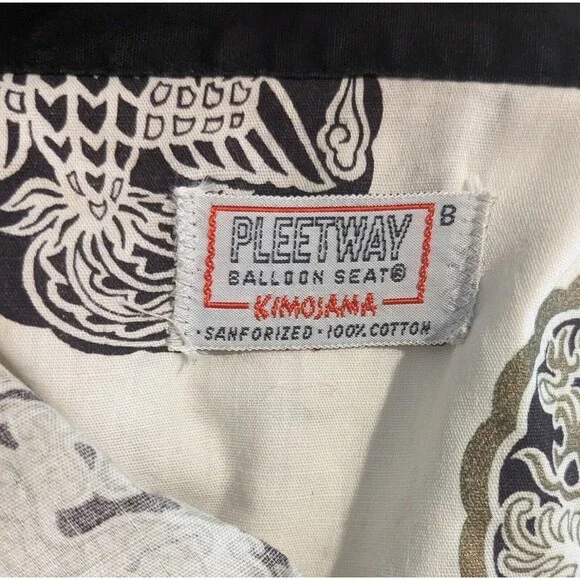 PLEETWAY B
BALLOON SEAT®
KIMOJAMA
·SANFORIZED·100% COTTON